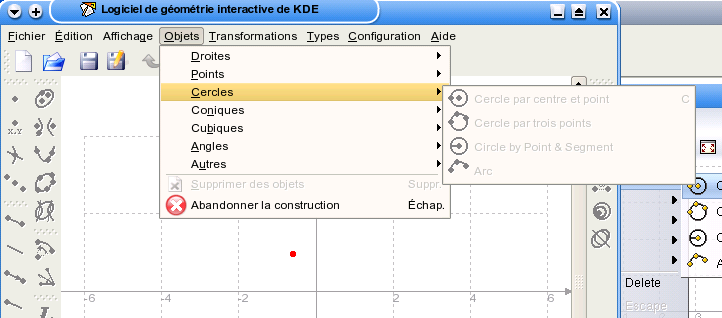 Logiciel de géométrie interactive de KDE
Fichier Édition Affichage Objets Transformations Types Configuration Aide
Droites
Points
Cercles
Coniques
Cubiques
Angles
Autres
Supprimer des objets Suppr.
Abandonner la construction Échap.
Cercle par centre et point C
Cercle par trois points
Circle by Point & Segment
Arc
x.Y
-6 -4 -2 2 4 6
C
C
C
A
Delete
Escape